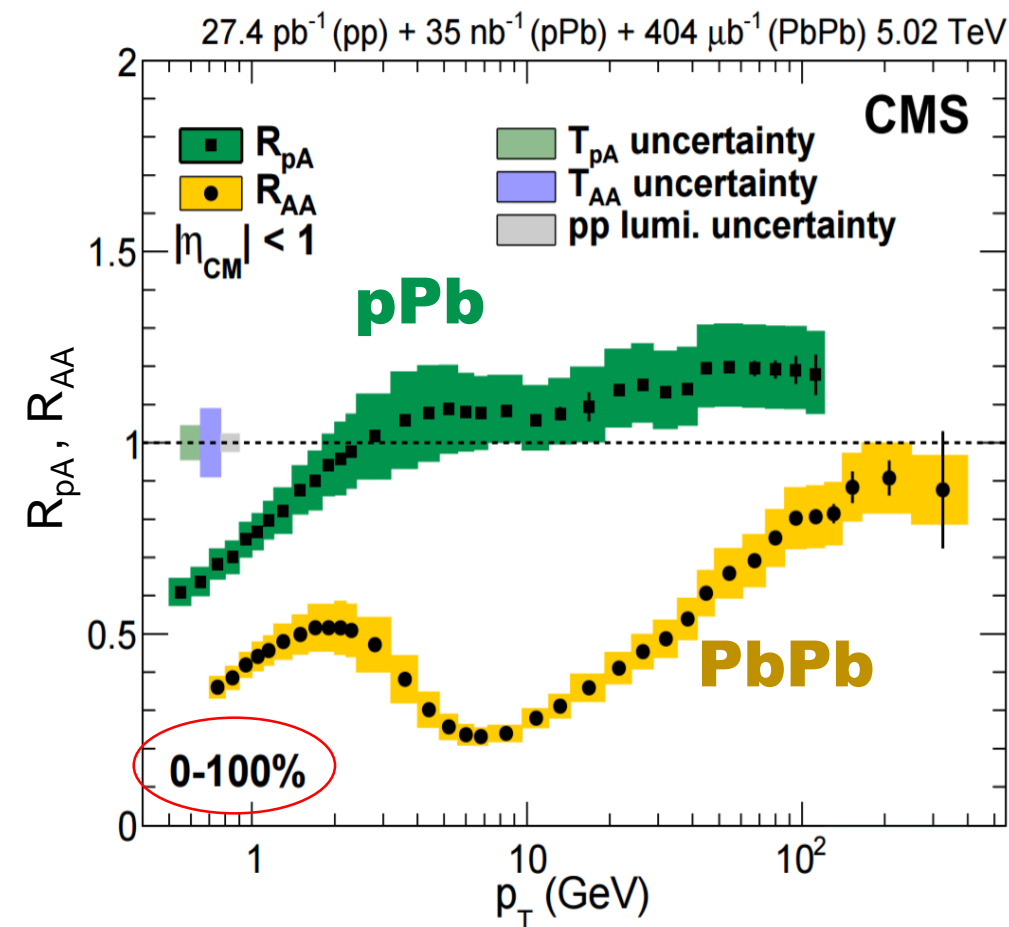 27.4 pb⁻¹ (pp) + 35 nb⁻¹ (pPb) + 404 μb⁻¹ (PbPb) 5.02 TeV
CMS
R_pA
R_AA
|η_CM| < 1
T_pA uncertainty
T_AA uncertainty
pp lumi. uncertainty
pPb
PbPb
0-100%
R_pA , R_AA
2
1.5
1
0.5
0
1
10
10²
p_T (GeV)